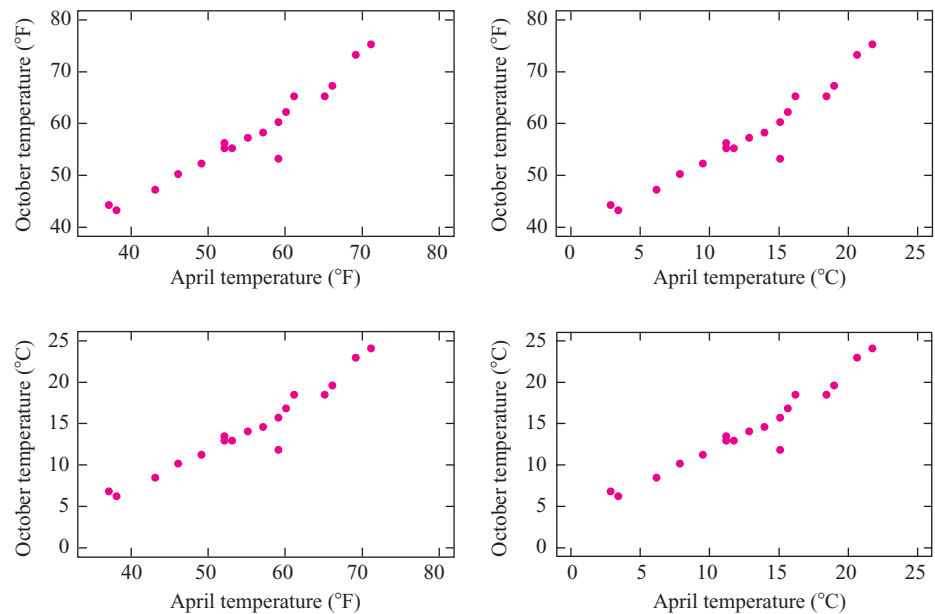 October temperature (°F)
80
70
60
50
40
40 50 60 70 80
April temperature (°F)
October temperature (°F)
80
70
60
50
40
0 5 10 15 20 25
April temperature (°C)
October temperature (°C)
25
20
15
10
5
0
40 50 60 70 80
April temperature (°F)
October temperature (°C)
25
20
15
10
5
0
0 5 10 15 20 25
April temperature (°C)